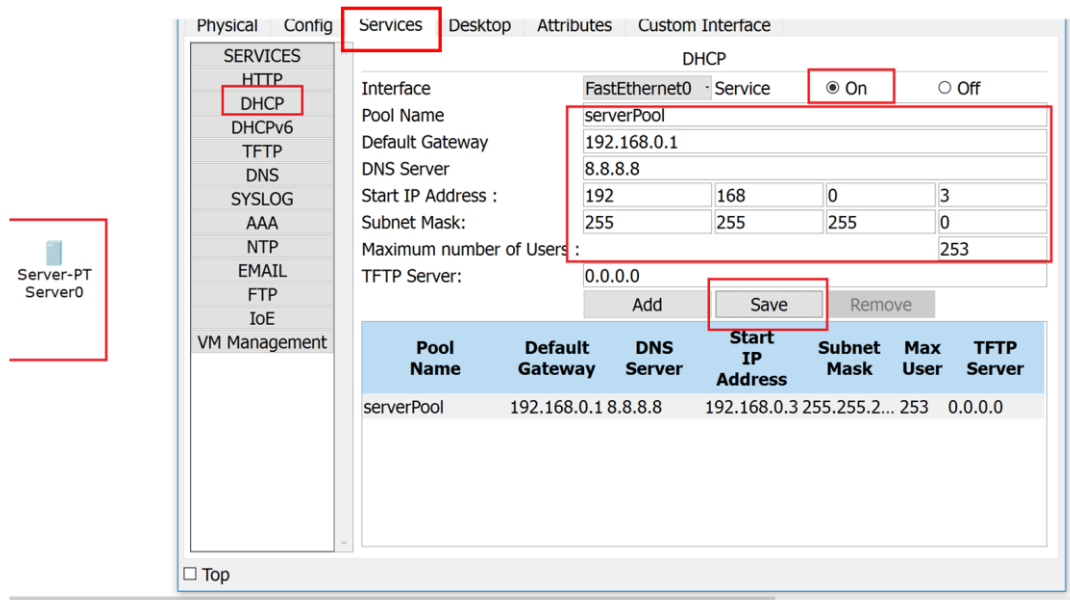 Physical Config Services Desktop Attributes Custom Interface
SERVICES
HTTP
DHCP
DHCPv6
TFTP
DNS
SYSLOG
AAA
NTP
EMAIL
FTP
IoE
VM Management
DHCP
Interface FastEthernet0 Service On Off
Pool Name serverPool
Default Gateway 192.168.0.1
DNS Server 8.8.8.8
Start IP Address : 192 168 0 3
Subnet Mask: 255 255 255 0
Maximum number of Users : 253
TFTP Server: 0.0.0.0
Add Save Remove
Pool Name Default Gateway DNS Server Start IP Address Subnet Mask Max User TFTP Server
serverPool 192.168.0.1 8.8.8.8 192.168.0.3 255.255.2... 253 0.0.0.0
Top
Server-PT
Server0